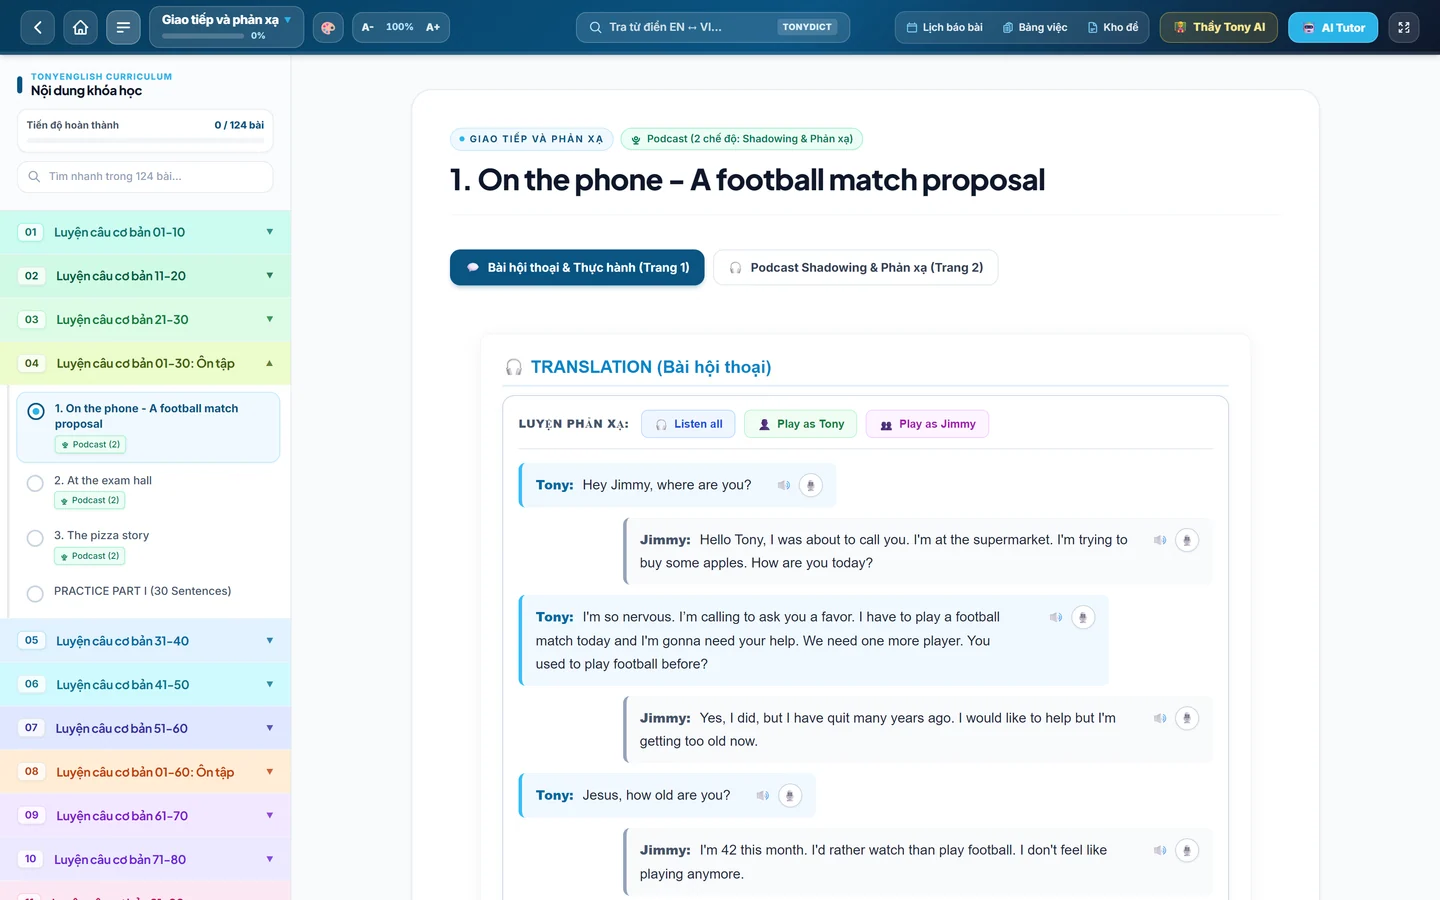 Giao tiếp và phản xạ ▼
0%
A-
100%
A+
Tra từ điển EN ↔ VI...
TONYDICT
Lịch báo bài
Bảng việc
Kho đề
Thầy Tony AI
AI Tutor
TONYENGLISH CURRICULUM
Nội dung khóa học
Tiến độ hoàn thành
0 / 124 bài
Tìm nhanh trong 124 bài...
01 Luyện câu cơ bản 01-10 ▼
02 Luyện câu cơ bản 11-20 ▼
03 Luyện câu cơ bản 21-30 ▼
04 Luyện câu cơ bản 01-30: Ôn tập ▲
1. On the phone - A football match
proposal
Podcast (2)
2. At the exam hall
Podcast (2)
3. The pizza story
Podcast (2)
PRACTICE PART I (30 Sentences)
05 Luyện câu cơ bản 31-40 ▼
06 Luyện câu cơ bản 41-50 ▼
07 Luyện câu cơ bản 51-60 ▼
08 Luyện câu cơ bản 01-60: Ôn tập ▼
09 Luyện câu cơ bản 61-70 ▼
10 Luyện câu cơ bản 71-80 ▼
GIAO TIẾP VÀ PHẢN XẠ
Podcast (2 chế độ: Shadowing & Phản xạ)
1. On the phone – A football match proposal
Bài hội thoại & Thực hành (Trang 1)
Podcast Shadowing & Phản xạ (Trang 2)
TRANSLATION (Bài hội thoại)
LUYỆN PHẢN XẠ:
Listen all
Play as Tony
Play as Jimmy
Tony: Hey Jimmy, where are you?
Jimmy: Hello Tony, I was about to call you. I'm at the supermarket. I'm trying to
buy some apples. How are you today?
Tony: I'm so nervous. I'm calling to ask you a favor. I have to play a football
match today and I'm gonna need your help. We need one more player. You
used to play football before?
Jimmy: Yes, I did, but I have quit many years ago. I would like to help but I'm
getting too old now.
Tony: Jesus, how old are you?
Jimmy: I'm 42 this month. I'd rather watch than play football. I don't feel like
playing anymore.